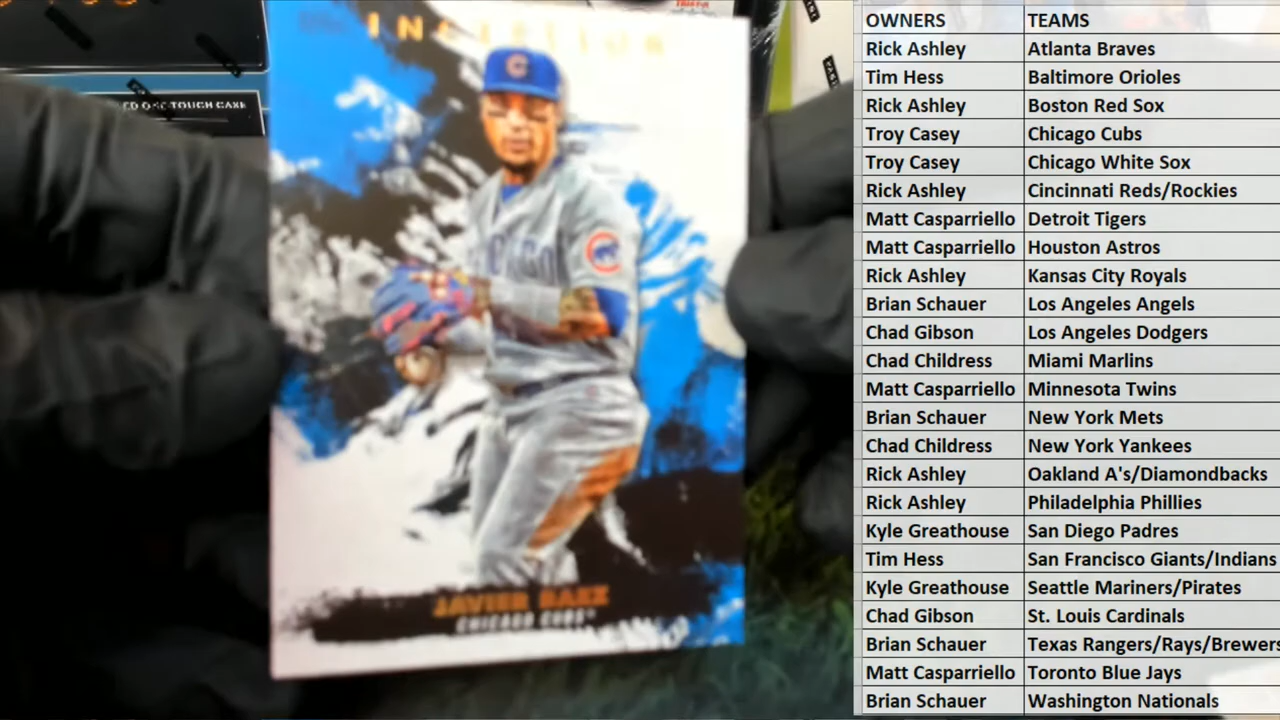 ED ONE-TOUCH CASE
INCEPTION
C
CHICAGO
JAVIER BAEZ
CHICAGO CUBS
OWNERS TEAMS
Rick Ashley Atlanta Braves
Tim Hess Baltimore Orioles
Rick Ashley Boston Red Sox
Troy Casey Chicago Cubs
Troy Casey Chicago White Sox
Rick Ashley Cincinnati Reds/Rockies
Matt Casparriello Detroit Tigers
Matt Casparriello Houston Astros
Rick Ashley Kansas City Royals
Brian Schauer Los Angeles Angels
Chad Gibson Los Angeles Dodgers
Chad Childress Miami Marlins
Matt Casparriello Minnesota Twins
Brian Schauer New York Mets
Chad Childress New York Yankees
Rick Ashley Oakland A's/Diamondbacks
Rick Ashley Philadelphia Phillies
Kyle Greathouse San Diego Padres
Tim Hess San Francisco Giants/Indians
Kyle Greathouse Seattle Mariners/Pirates
Chad Gibson St. Louis Cardinals
Brian Schauer Texas Rangers/Rays/Brewers
Matt Casparriello Toronto Blue Jays
Brian Schauer Washington Nationals